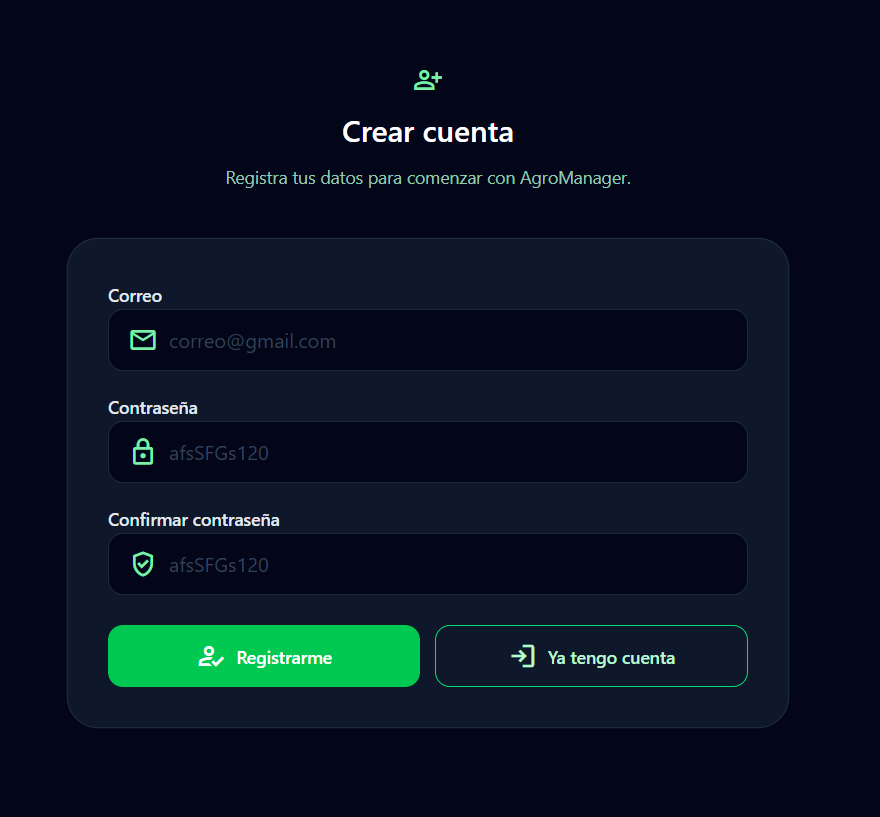 Crear cuenta
Registra tus datos para comenzar con AgroManager.
Correo
correo@gmail.com
Contraseña
afsSFGs120
Confirmar contraseña
afsSFGs120
Registrarme
Ya tengo cuenta